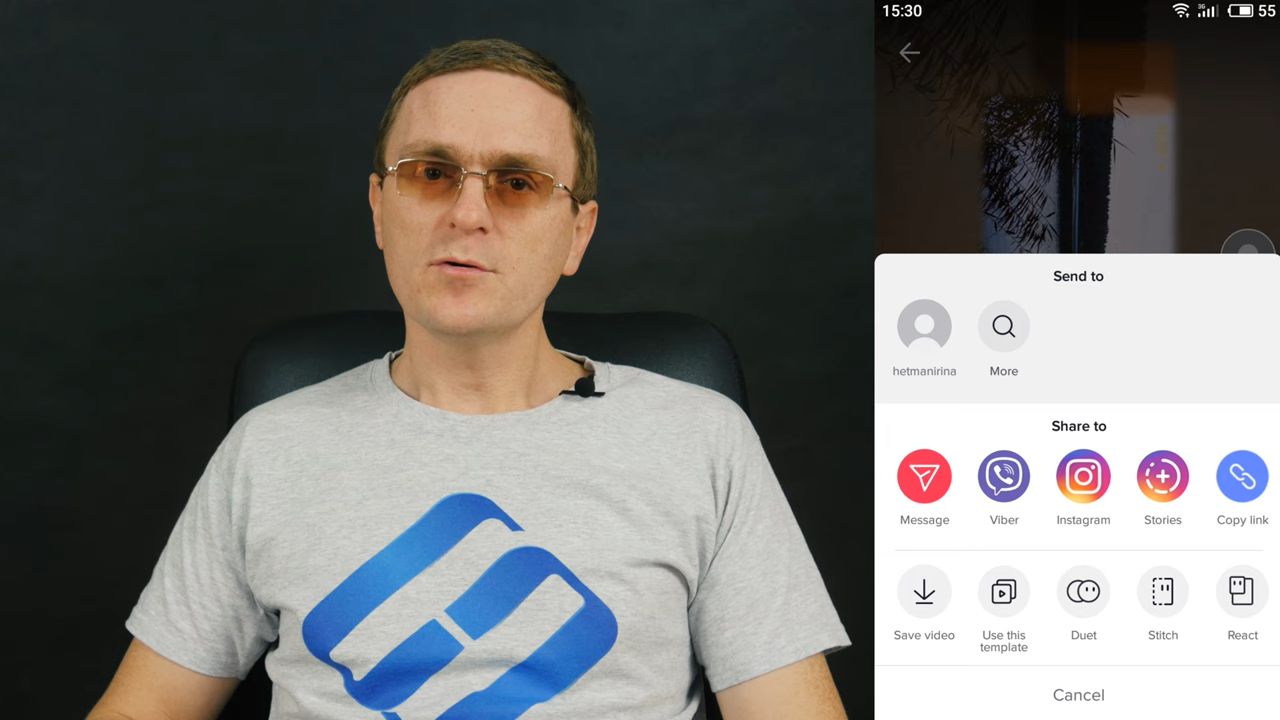 15:30
3G
55
Send to
hetmanirina
More
Share to
Message
Viber
Instagram
Stories
Copy link
Save video
Use this
template
Duet
Stitch
React
Cancel